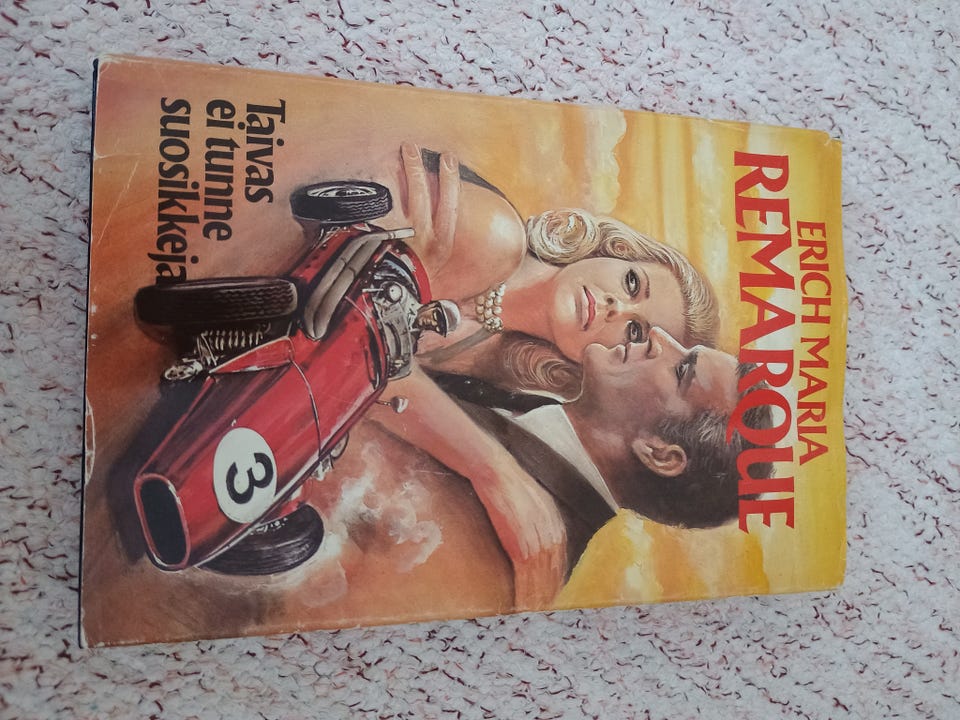 ERICH MARIA
REMARQUE
Taivas
ei tunne
suosikkeja
3